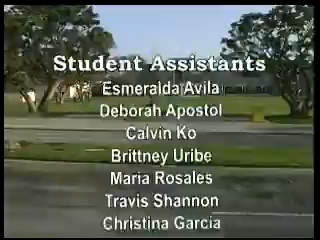 Student Assistants
Esmeralda Avila
Deborah Apostol
Calvin Ko
Brittney Uribe
Maria Rosales
Travis Shannon
Christina Garcia